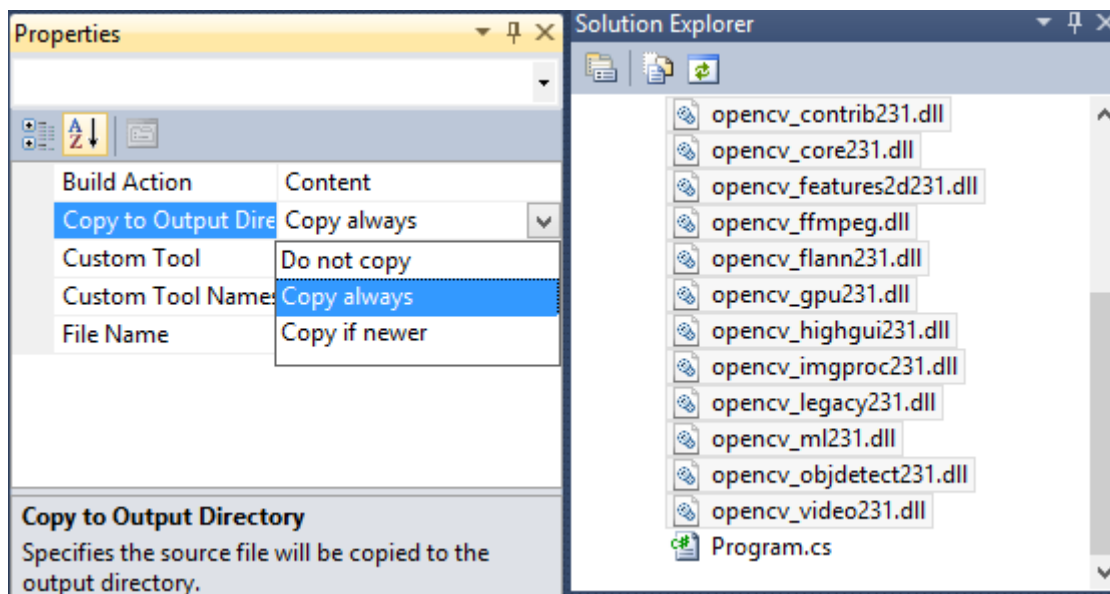 Properties
Build Action Content
Copy to Output Dire Copy always
Custom Tool Do not copy
Custom Tool Names Copy always
File Name Copy if newer
Copy to Output Directory
Specifies the source file will be copied to the
output directory.
Solution Explorer
opencv_contrib231.dll
opencv_core231.dll
opencv_features2d231.dll
opencv_ffmpeg.dll
opencv_flann231.dll
opencv_gpu231.dll
opencv_highgui231.dll
opencv_imgproc231.dll
opencv_legacy231.dll
opencv_ml231.dll
opencv_objdetect231.dll
opencv_video231.dll
Program.cs